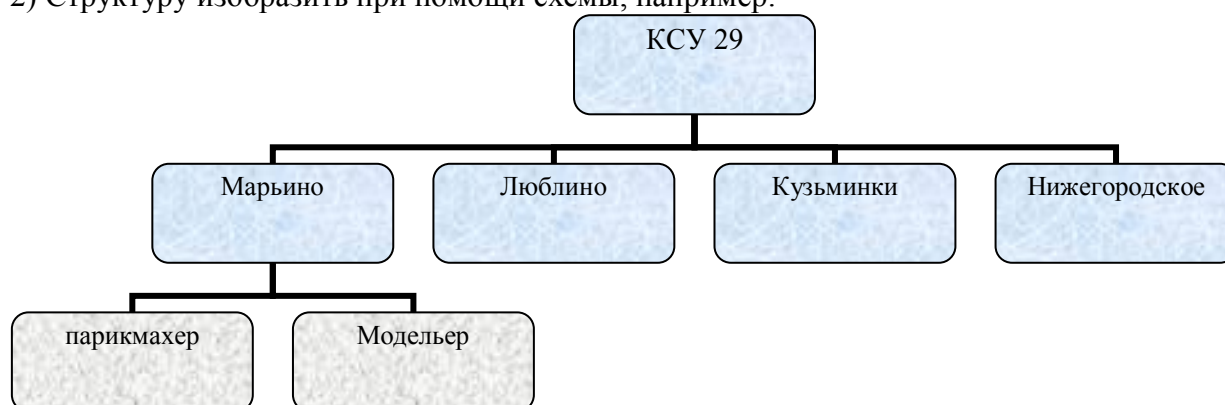 2) Структуру изобразить при помощи схемы, например:
КСУ 29
Марьино
Люблино
Кузьминки
Нижегородское
парикмахер
Модельер